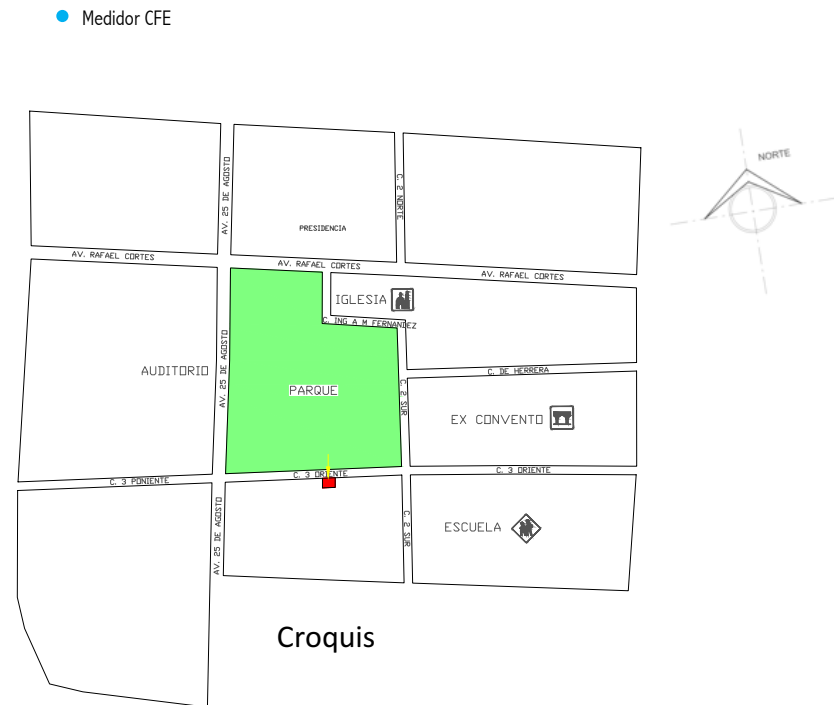 Medidor CFE
NORTE
AV. 25 DE AGOSTO
C. 2 NORTE
PRESIDENCIA
AV. RAFAEL CORTES
AV. RAFAEL CORTES
AV. RAFAEL CORTES
IGLESIA
C. ING A M FERNANDEZ
AUDITORIO
AV. 25 DE AGOSTO
PARQUE
C. 2 SUR
C. DE HERRERA
EX CONVENTO
C. 3 PONIENTE
C. 3 ORIENTE
C. 3 ORIENTE
AV. 25 DE AGOSTO
C. 2 SUR
ESCUELA
Croquis